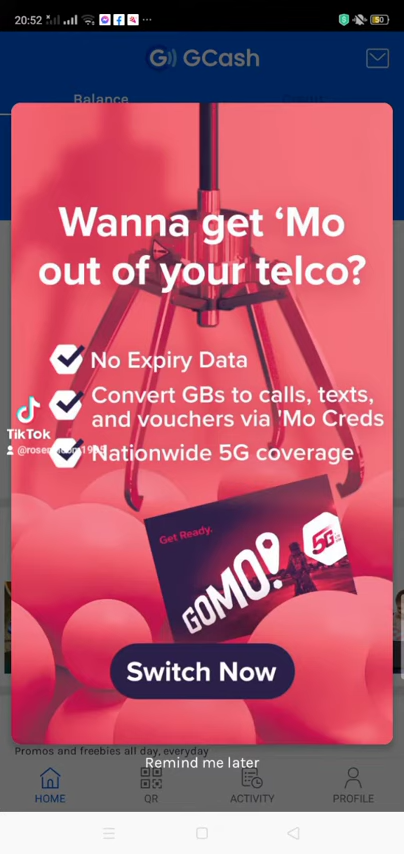 20:52
50
GCash
Balance
Wanna get ‘Mo
out of your telco?
No Expiry Data
Convert GBs to calls, texts,
and vouchers via 'Mo Creds
TikTok
Nationwide 5G coverage
Get Ready.
GOMO!
5G
Switch Now
Promos and freebies all day, everyday
Remind me later
HOME
QR
ACTIVITY
PROFILE